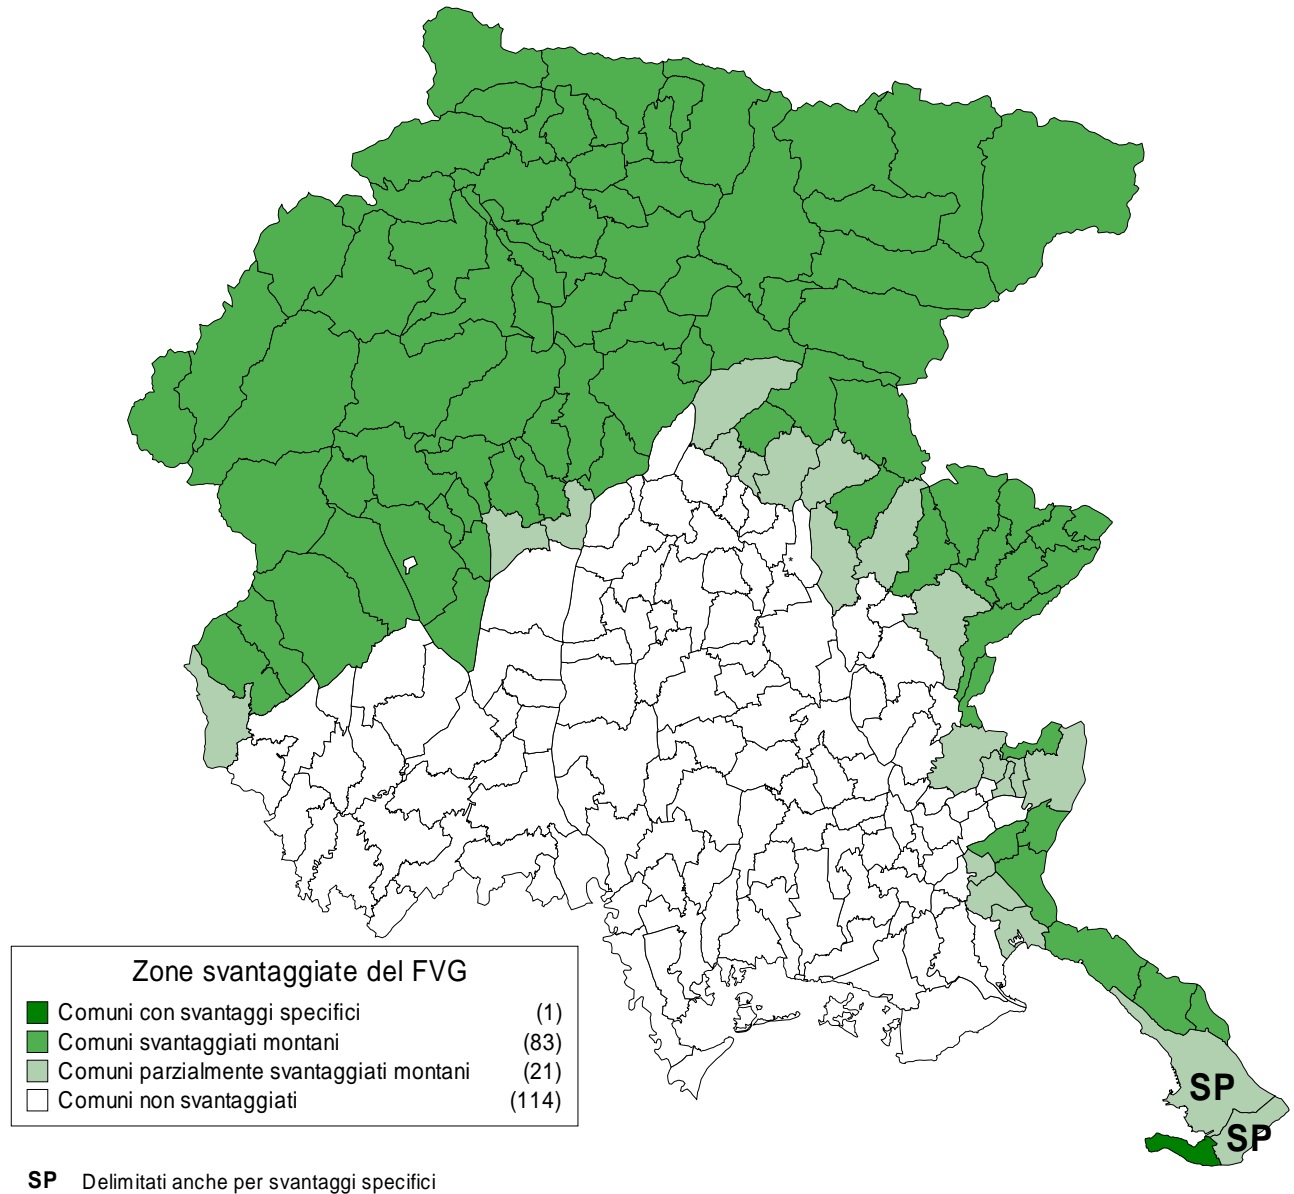 *
Zone svantaggiate del FVG
Comuni con svantaggi specifici (1)
Comuni svantaggiati montani (83)
Comuni parzialmente svantaggiati montani (21)
Comuni non svantaggiati (114)
SP
SP
SP Delimitati anche per svantaggi specifici